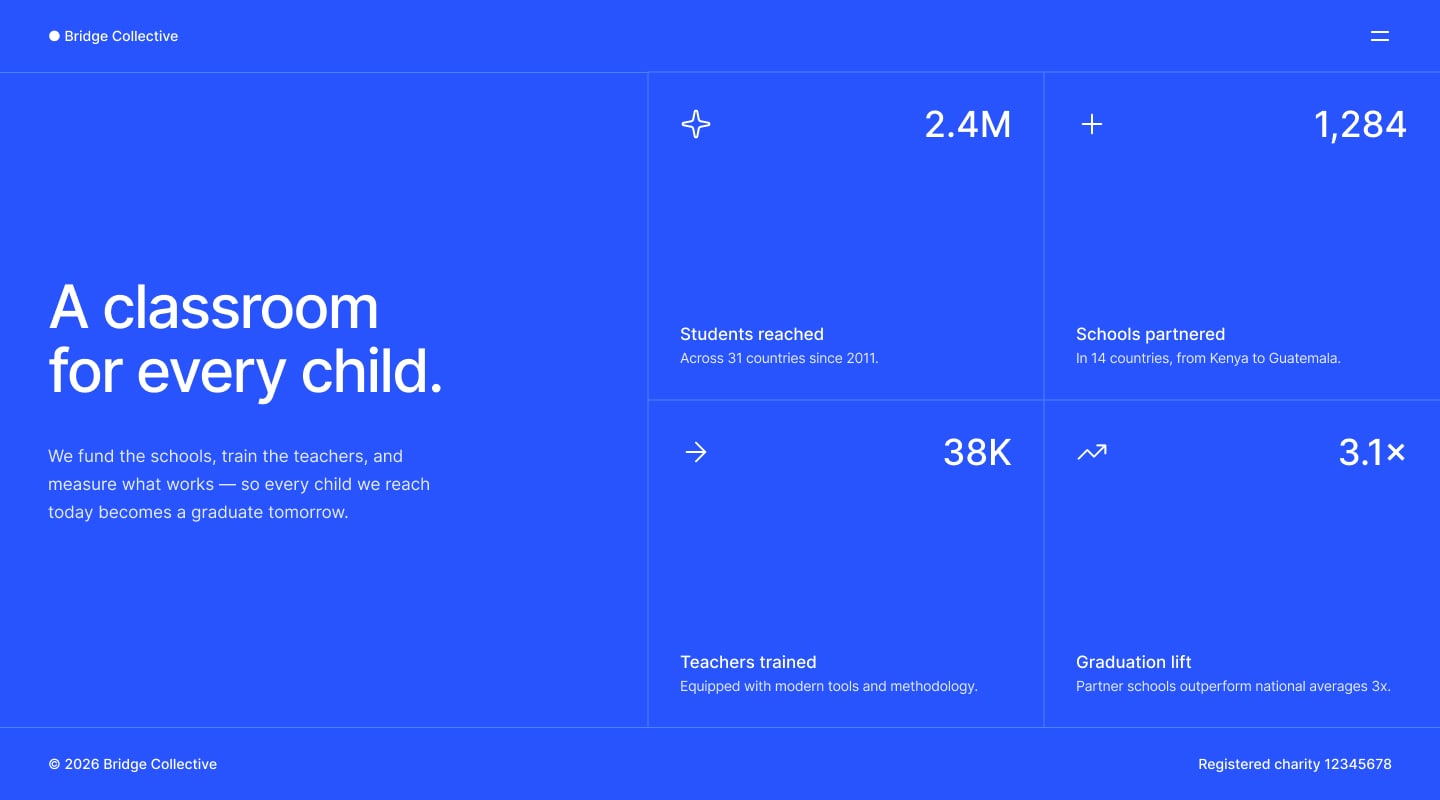 Bridge Collective
A classroom
for every child.
We fund the schools, train the teachers, and
measure what works — so every child we reach
today becomes a graduate tomorrow.
2.4M
Students reached
Across 31 countries since 2011.
1,284
Schools partnered
In 14 countries, from Kenya to Guatemala.
38K
Teachers trained
Equipped with modern tools and methodology.
3.1×
Graduation lift
Partner schools outperform national averages 3x.
© 2026 Bridge Collective
Registered charity 12345678